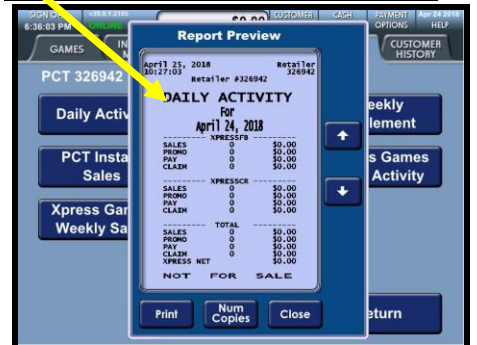 SIGN OFF
CUSTOMER
CASH
PAYMENT
OPTIONS
Apr 24 2018
HELP
6:36:03 PM
ONLINE
$0.00
GAMES
IN
CUSTOMER
HISTORY
PCT 326942
Daily Activ
PCT Insta
Sales
Xpress Gar
Weekly Sa
eekly
lement
s Games
Activity
eturn
Report Preview
April 25, 2018 Retailer
10:27:03 326942
Retailer #326942
DAILY ACTIVITY
For
April 24, 2018
-------- XPRESSFB --------
SALES 0 $0.00
PROMO 0 $0.00
PAY 0 $0.00
CLAIM 0 $0.00
-------- XPRESSCR --------
SALES 0 $0.00
PROMO 0 $0.00
PAY 0 $0.00
CLAIM 0 $0.00
-------- TOTAL --------
SALES 0 $0.00
PROMO 0 $0.00
PAY 0 $0.00
CLAIM 0 $0.00
XPRESS NET $0.00
NOT FOR SALE
Print
Num
Copies
Close